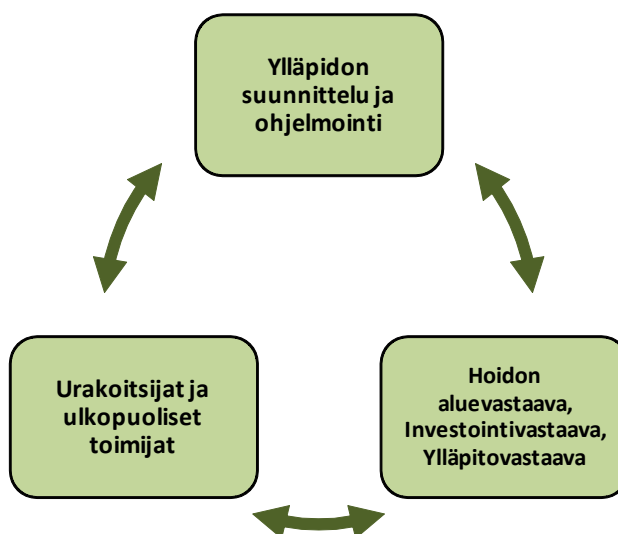 Ylläpidon
suunnittelu ja
ohjelmointi
Urakoitsijat ja
ulkopuoliset
toimijat
Hoidon
aluevastaava,
Investointivastaava,
Ylläpitovastaava